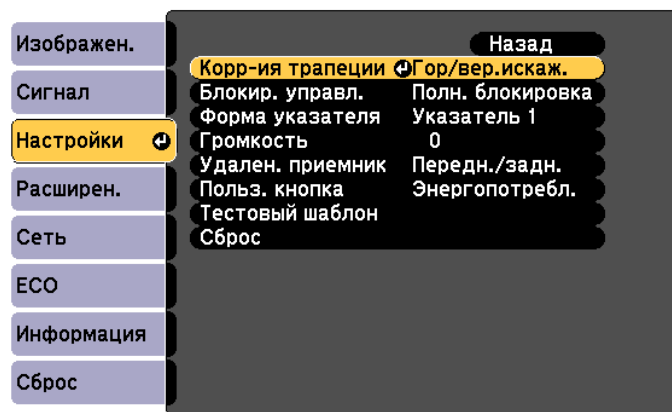 Изображен.
Сигнал
Настройки
Расширен.
Сеть
ECO
Информация
Сброс
Назад
Корр-ия трапеции Гор/вер.искаж.
Блокир. управл. Полн. блокировка
Форма указателя Указатель 1
Громкость 0
Удален. приемник Передн./задн.
Польз. кнопка Энергопотребл.
Тестовый шаблон
Сброс